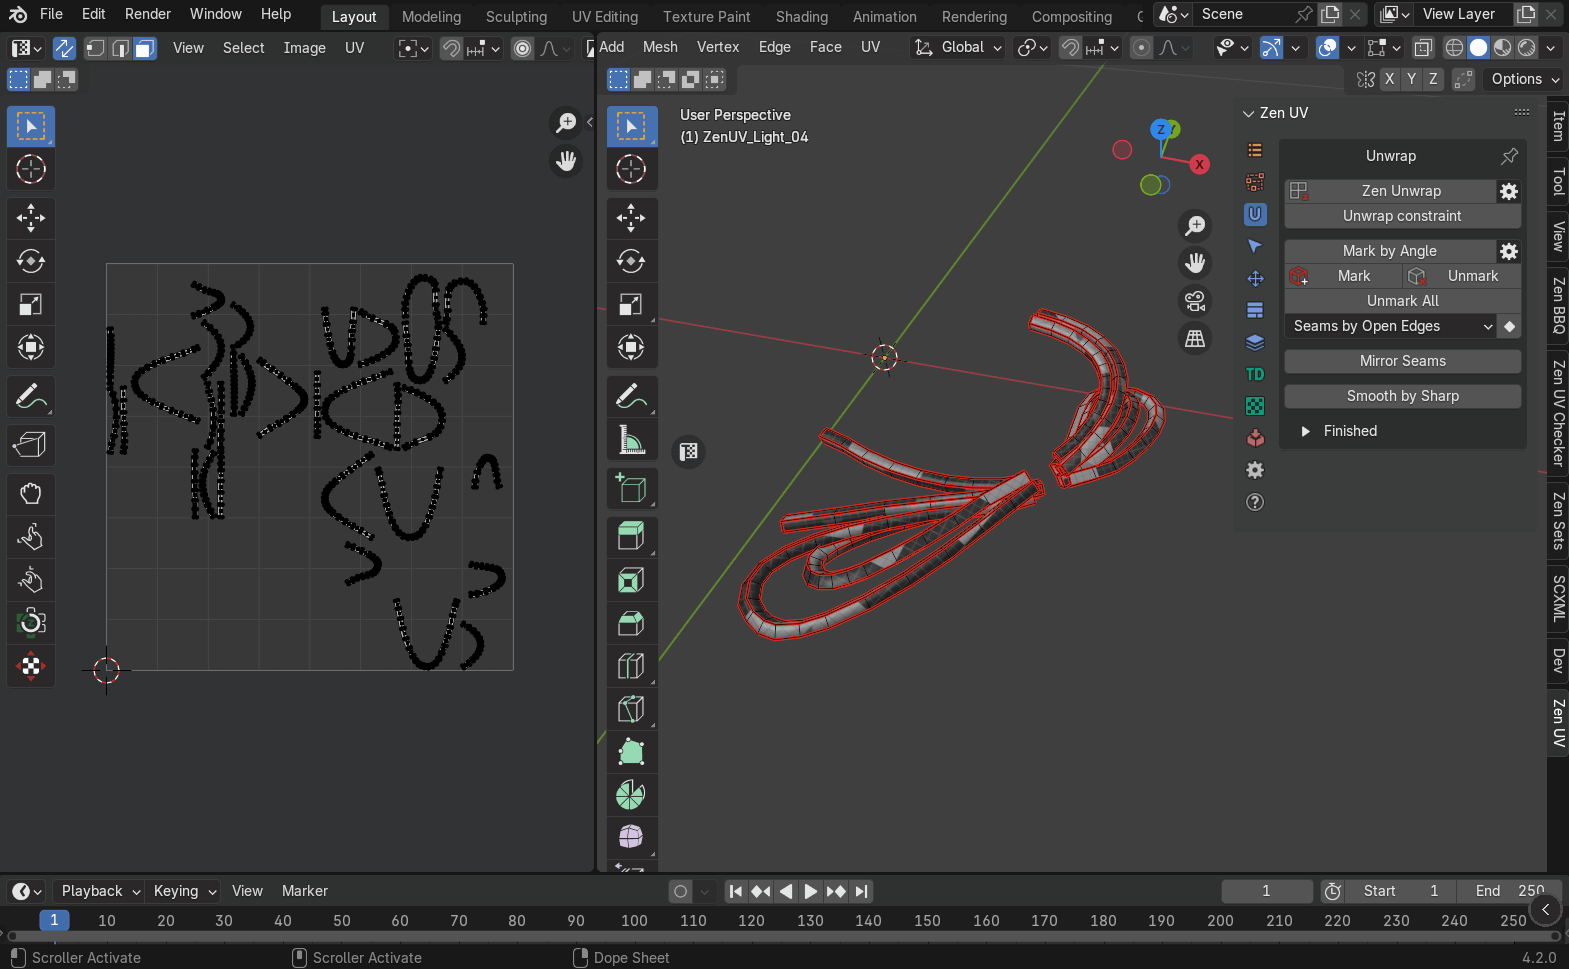 File Edit Render Window Help Layout Modeling Sculpting UV Editing Texture Paint Shading Animation Rendering Compositing Scene View Layer
View Select Image UV
Add Mesh Vertex Edge Face UV Global
X Y Z Options
User Perspective
(1) ZenUV_Light_04
Z Y
X
Zen UV
Unwrap
Zen Unwrap
Unwrap constraint
Mark by Angle
Mark Unmark
Unmark All
Seams by Open Edges
Mirror Seams
Smooth by Sharp
Finished
TD
Item
Tool
View
Zen BBQ
Zen UV Checker
Zen Sets
SCXML
Dev
Zen UV
Playback Keying View Marker 1 Start 1 End 250
1 10 20 30 40 50 60 70 80 90 100 110 120 130 140 150 160 170 180 190 200 210 220 230 240 250
Scroller Activate Scroller Activate Dope Sheet 4.2.0